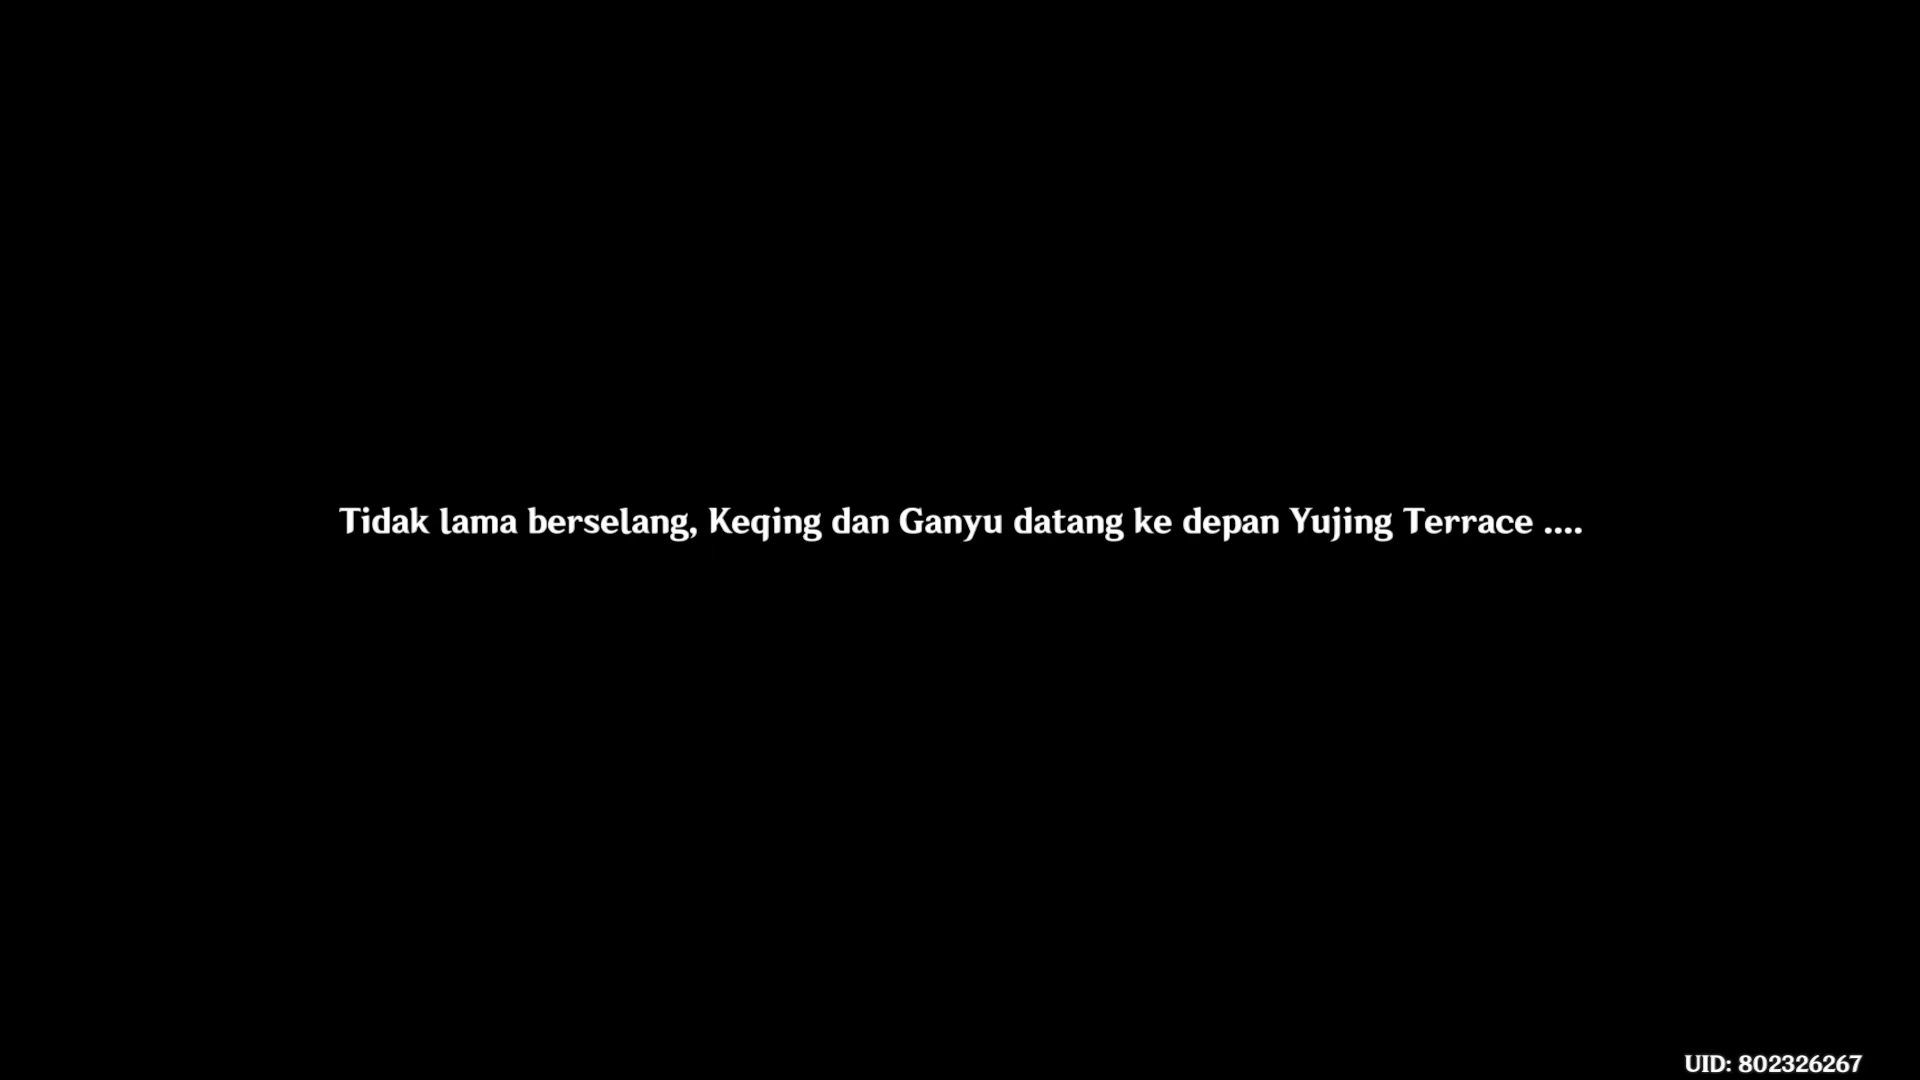 Tidak lama berselang, Keqing dan Ganyu datang ke depan Yujing Terrace ....
UID: 802326267